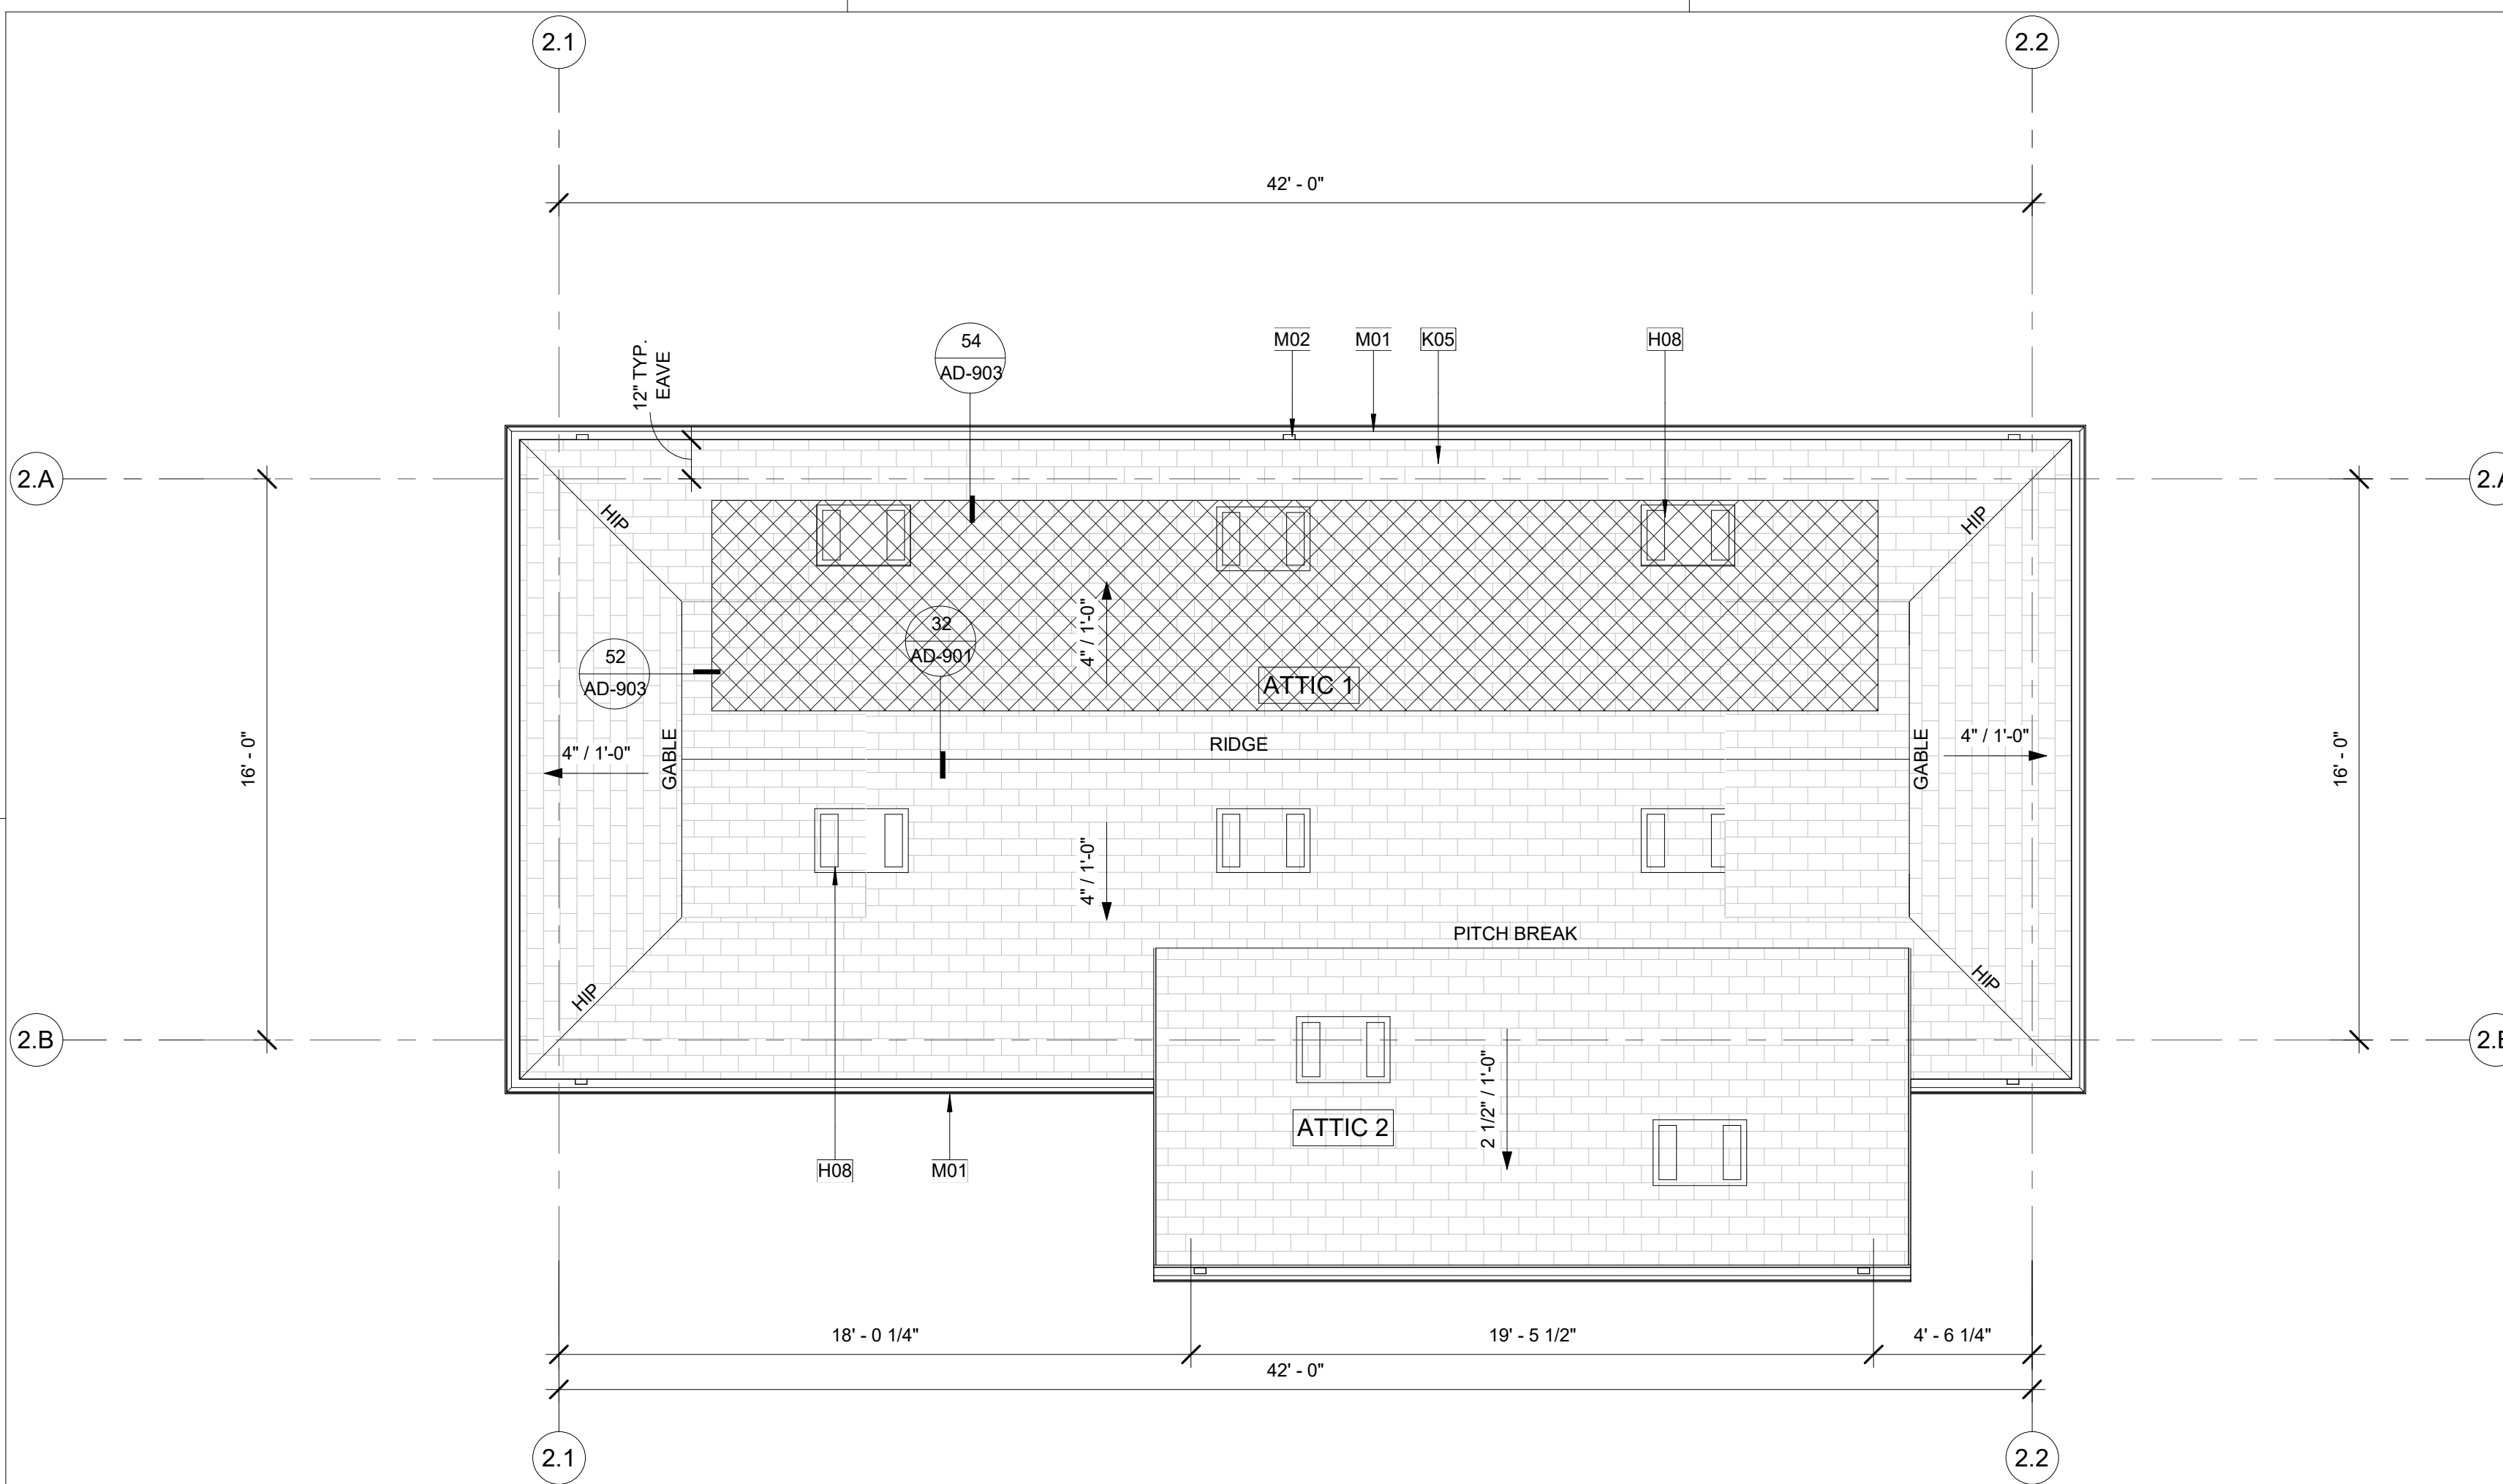 2.1
2.2
42' - 0"
12" TYP.
EAVE
54
AD-903
M02
M01
K05
H08
2.A
2.A
HIP
HIP
4" / 1'-0"
32
AD-901
52
AD-903
ATTIC 1
16' - 0"
4" / 1'-0"
GABLE
RIDGE
GABLE
4" / 1'-0"
16' - 0"
4" / 1'-0"
PITCH BREAK
HIP
HIP
2.B
2.B
2 1/2" / 1'-0"
ATTIC 2
H08
M01
18' - 0 1/4"
19' - 5 1/2"
4' - 6 1/4"
42' - 0"
2.1
2.2